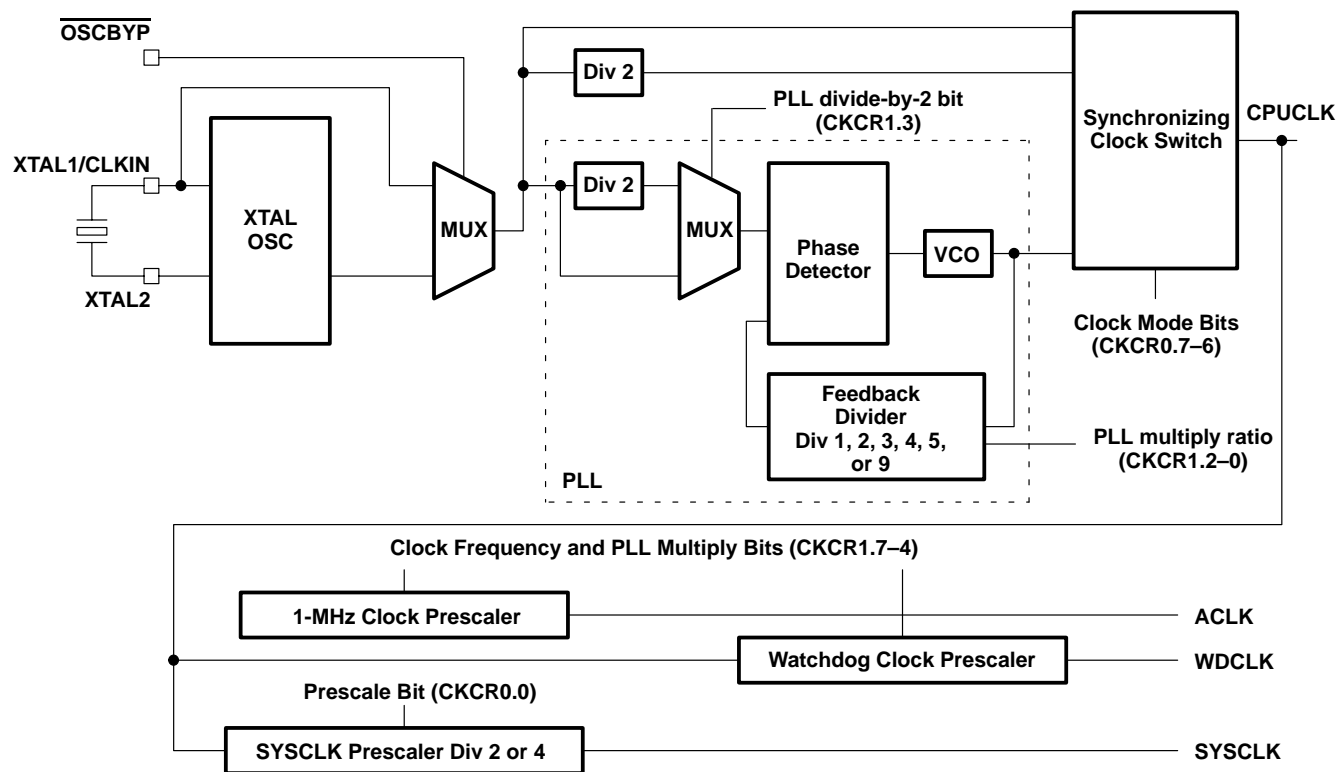 OSCBYP
XTAL1/CLKIN
XTAL2
XTAL
OSC
MUX
Div 2
PLL divide-by-2 bit
(CKCR1.3)
Div 2
MUX
Phase
Detector
VCO
Feedback
Divider
Div 1, 2, 3, 4, 5,
or 9
PLL
Synchronizing
Clock Switch
CPUCLK
Clock Mode Bits
(CKCR0.7–6)
PLL multiply ratio
(CKCR1.2–0)
Clock Frequency and PLL Multiply Bits (CKCR1.7–4)
1-MHz Clock Prescaler
ACLK
Watchdog Clock Prescaler
WDCLK
Prescale Bit (CKCR0.0)
SYSCLK Prescaler Div 2 or 4
SYSCLK